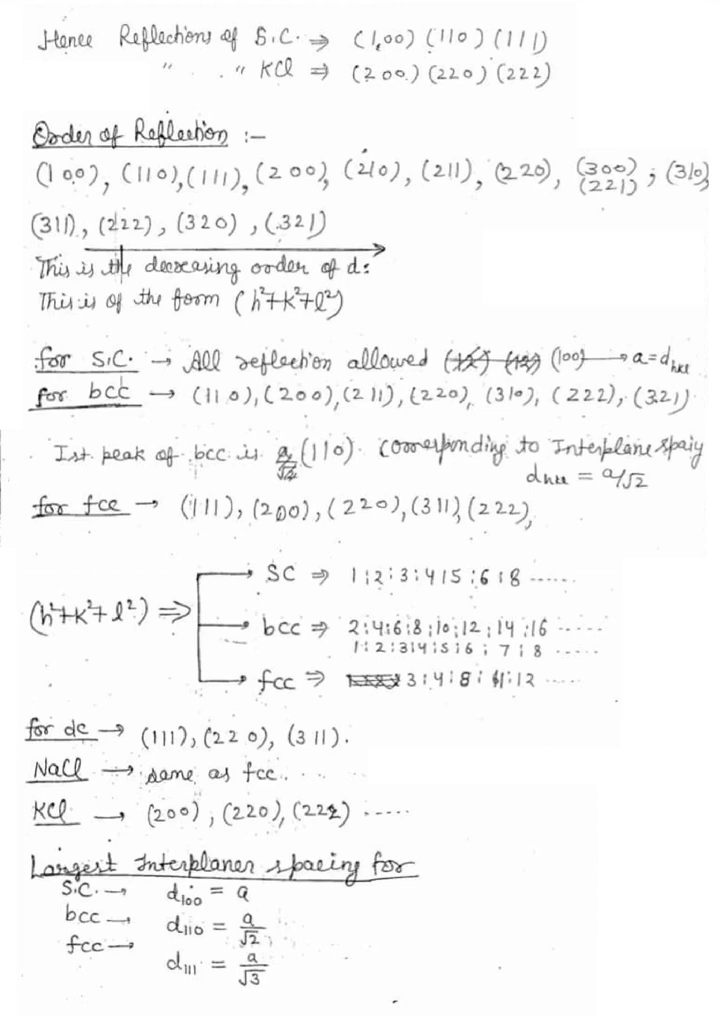 Hence Reflections of S.C. ⇒ (1,00) (110) (111)
" " KCl ⇒ (200) (220) (222)
Order of Reflection :-
(100), (110), (111), (200), (210), (211), (220), (300) (221) ; (310)
(311), (222), (320), (321)
This is the decreasing order of d:
This is of the form (h²+k²+l²)
for S.C. → All reflection allowed (100) → a = dhkl
for bcc → (110), (200), (211), (220), (310), (222), (321)
Ist peak of bcc is a/√2 (110) corresponding to Interplane spaig
dhkl = a/√2
for fcc → (111), (200), (220), (311), (222),
SC ⇒ 1:2:3:4:5:6:8 ......
(h²+k²+l²) ⇒
bcc ⇒ 2:4:6:8:10:12:14:16 .....
1:2:3:4:5:6:7:8 .....
fcc ⇒ 3:4:8:11:12 .....
for dc → (111), (220), (311).
NaCl → same as fcc.
KCl → (200), (220), (222) .....
Largest Interplaner spacing for
S.C. → d100 = a
bcc → d110 = a/√2
fcc →
d111 = a/√3